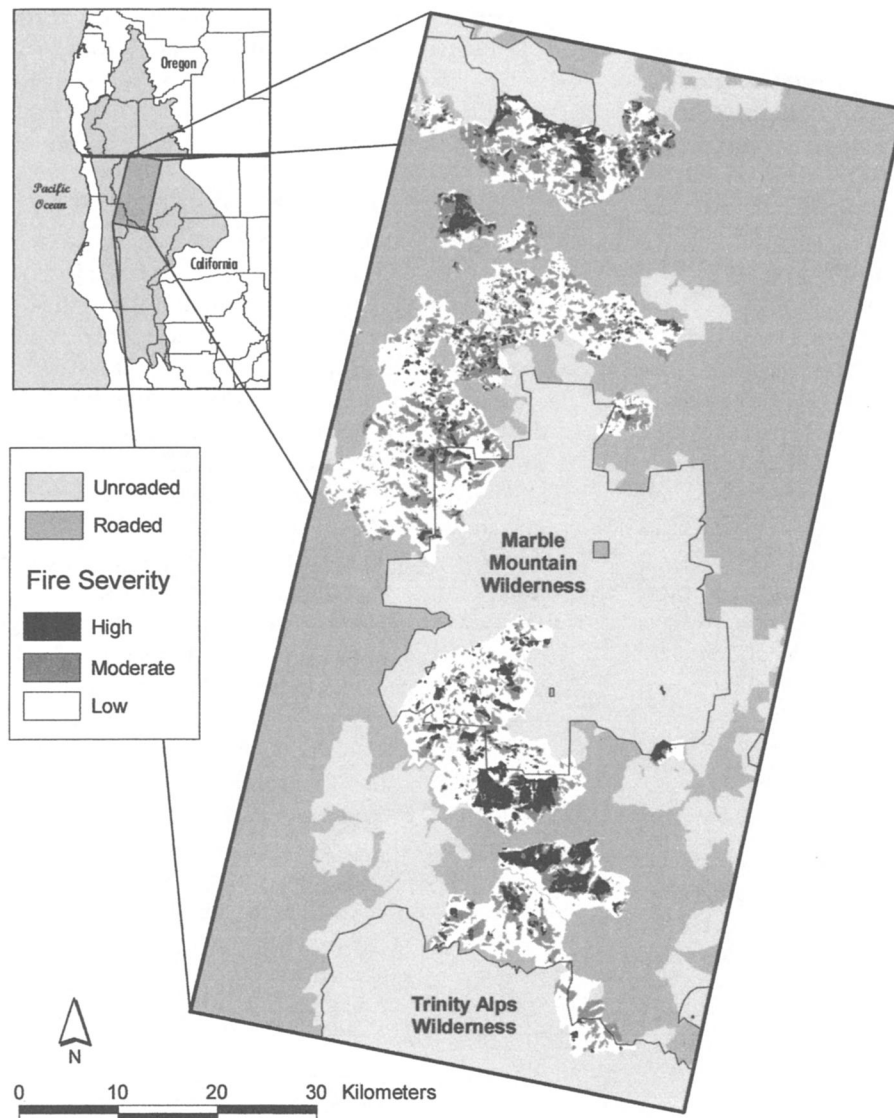 Oregon
Pacific
Ocean
California
Unroaded
Roaded
Fire Severity
High
Moderate
Low
Marble
Mountain
Wilderness
Trinity Alps
Wilderness
N
0 10 20 30 Kilometers